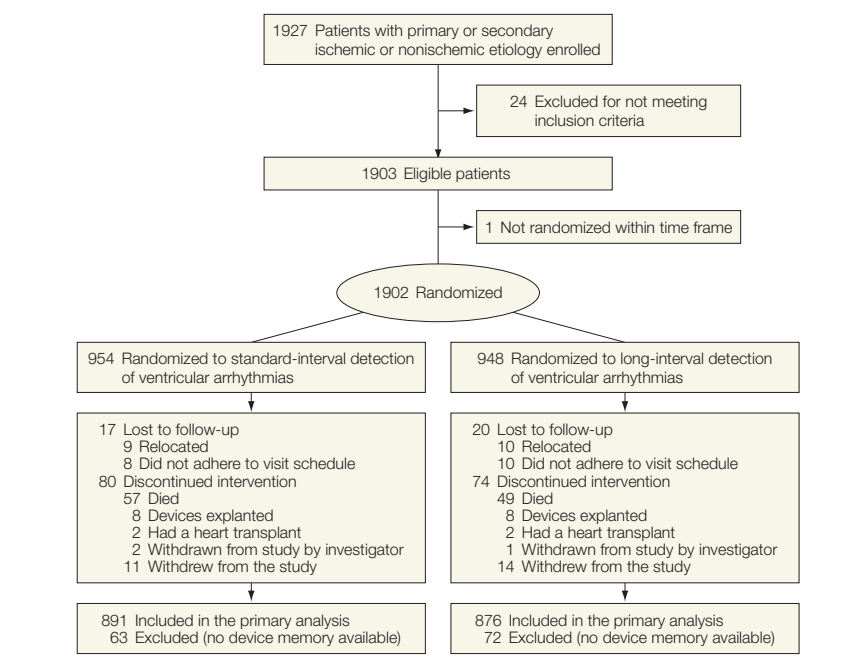 1927 Patients with primary or secondary
ischemic or nonischemic etiology enrolled
24 Excluded for not meeting
inclusion criteria
1903 Eligible patients
1 Not randomized within time frame
1902 Randomized
954 Randomized to standard-interval detection
of ventricular arrhythmias
948 Randomized to long-interval detection
of ventricular arrhythmias
17 Lost to follow-up
9 Relocated
8 Did not adhere to visit schedule
80 Discontinued intervention
57 Died
8 Devices explanted
2 Had a heart transplant
2 Withdrawn from study by investigator
11 Withdrew from the study
20 Lost to follow-up
10 Relocated
10 Did not adhere to visit schedule
74 Discontinued intervention
49 Died
8 Devices explanted
2 Had a heart transplant
1 Withdrawn from study by investigator
14 Withdrew from the study
891 Included in the primary analysis
63 Excluded (no device memory available)
876 Included in the primary analysis
72 Excluded (no device memory available)